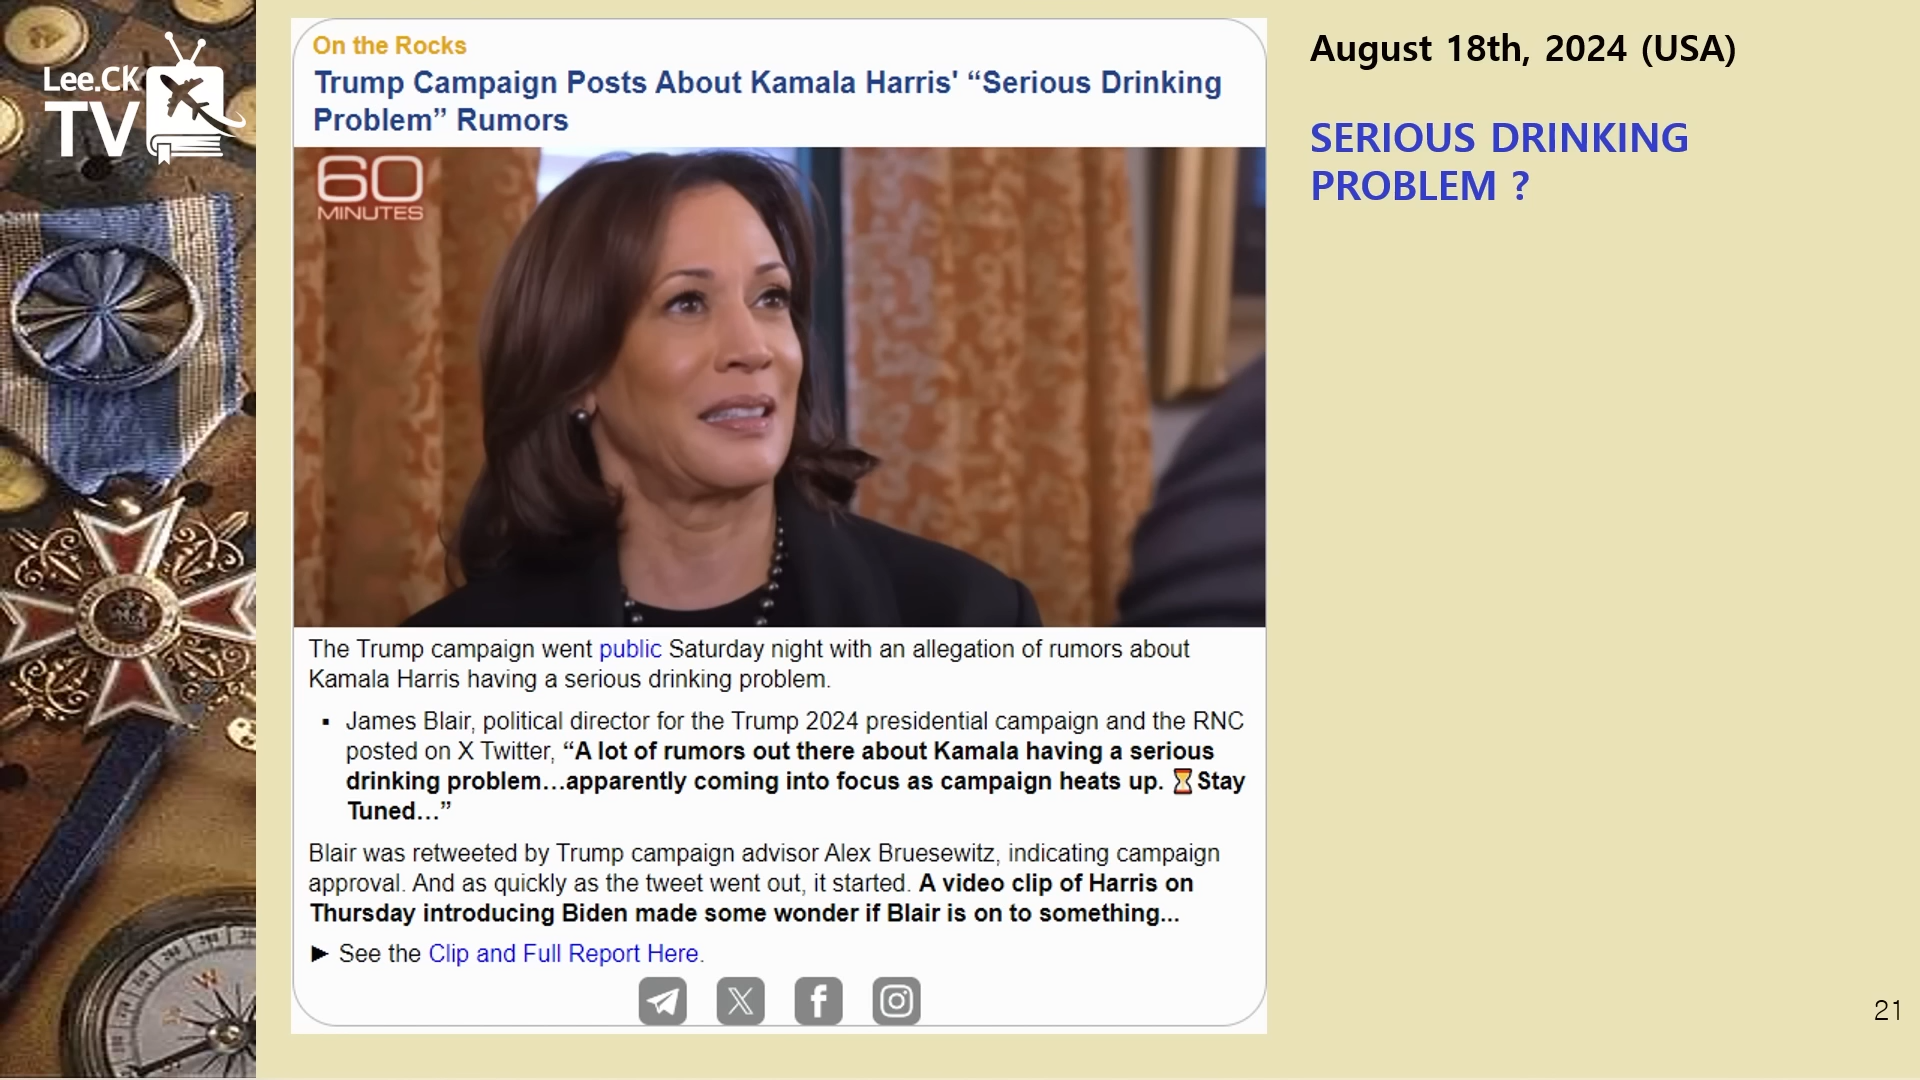 Lee.CK
TV
On the Rocks
Trump Campaign Posts About Kamala Harris' “Serious Drinking
Problem” Rumors
60
MINUTES
The Trump campaign went public Saturday night with an allegation of rumors about
Kamala Harris having a serious drinking problem.
▪ James Blair, political director for the Trump 2024 presidential campaign and the RNC
posted on X Twitter, “A lot of rumors out there about Kamala having a serious
drinking problem…apparently coming into focus as campaign heats up. ⏳Stay
Tuned…”
Blair was retweeted by Trump campaign advisor Alex Bruesewitz, indicating campaign
approval. And as quickly as the tweet went out, it started. A video clip of Harris on
Thursday introducing Biden made some wonder if Blair is on to something...
► See the Clip and Full Report Here.
August 18th, 2024 (USA)
SERIOUS DRINKING
PROBLEM ?
21